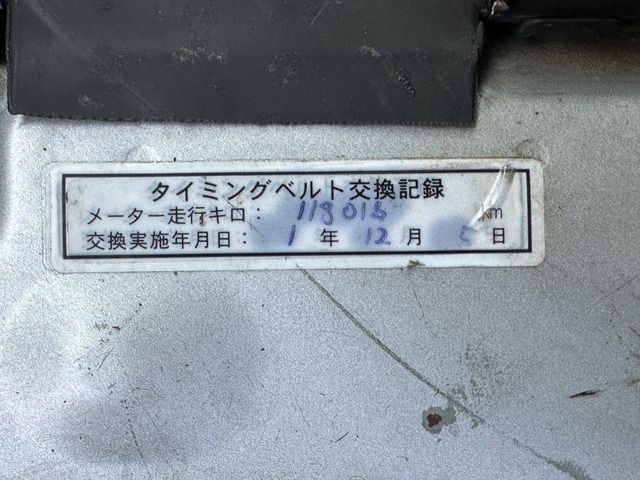 タイミングベルト交換記録
メーター走行キロ： 118016 km
交換実施年月日： 1 年 12 月 5 日